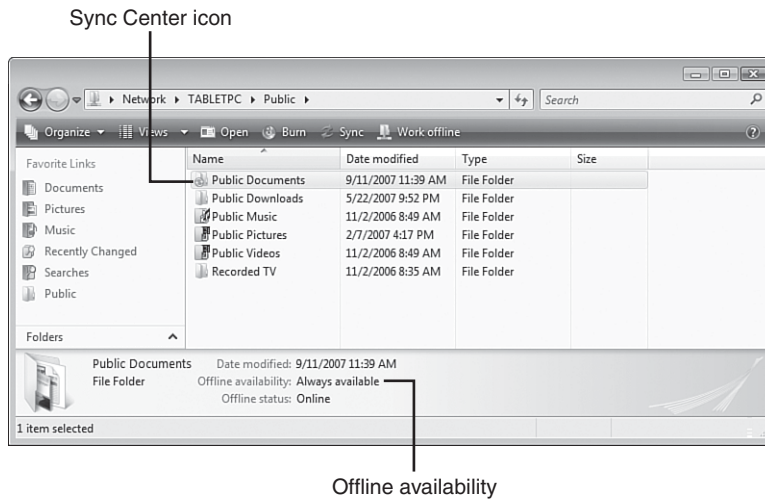 Sync Center icon
Network ▸ TABLETPC ▸ Public ▸
Search
Organize Views Open Burn Sync Work offline
Favorite Links
Documents
Pictures
Music
Recently Changed
Searches
Public
Folders
Name Date modified Type Size
Public Documents 9/11/2007 11:39 AM File Folder
Public Downloads 5/22/2007 9:52 PM File Folder
Public Music 11/2/2006 8:49 AM File Folder
Public Pictures 2/7/2007 4:17 PM File Folder
Public Videos 11/2/2006 8:49 AM File Folder
Recorded TV 11/2/2006 8:35 AM File Folder
Public Documents Date modified: 9/11/2007 11:39 AM
File Folder Offline availability: Always available
Offline status: Online
1 item selected
Offline availability